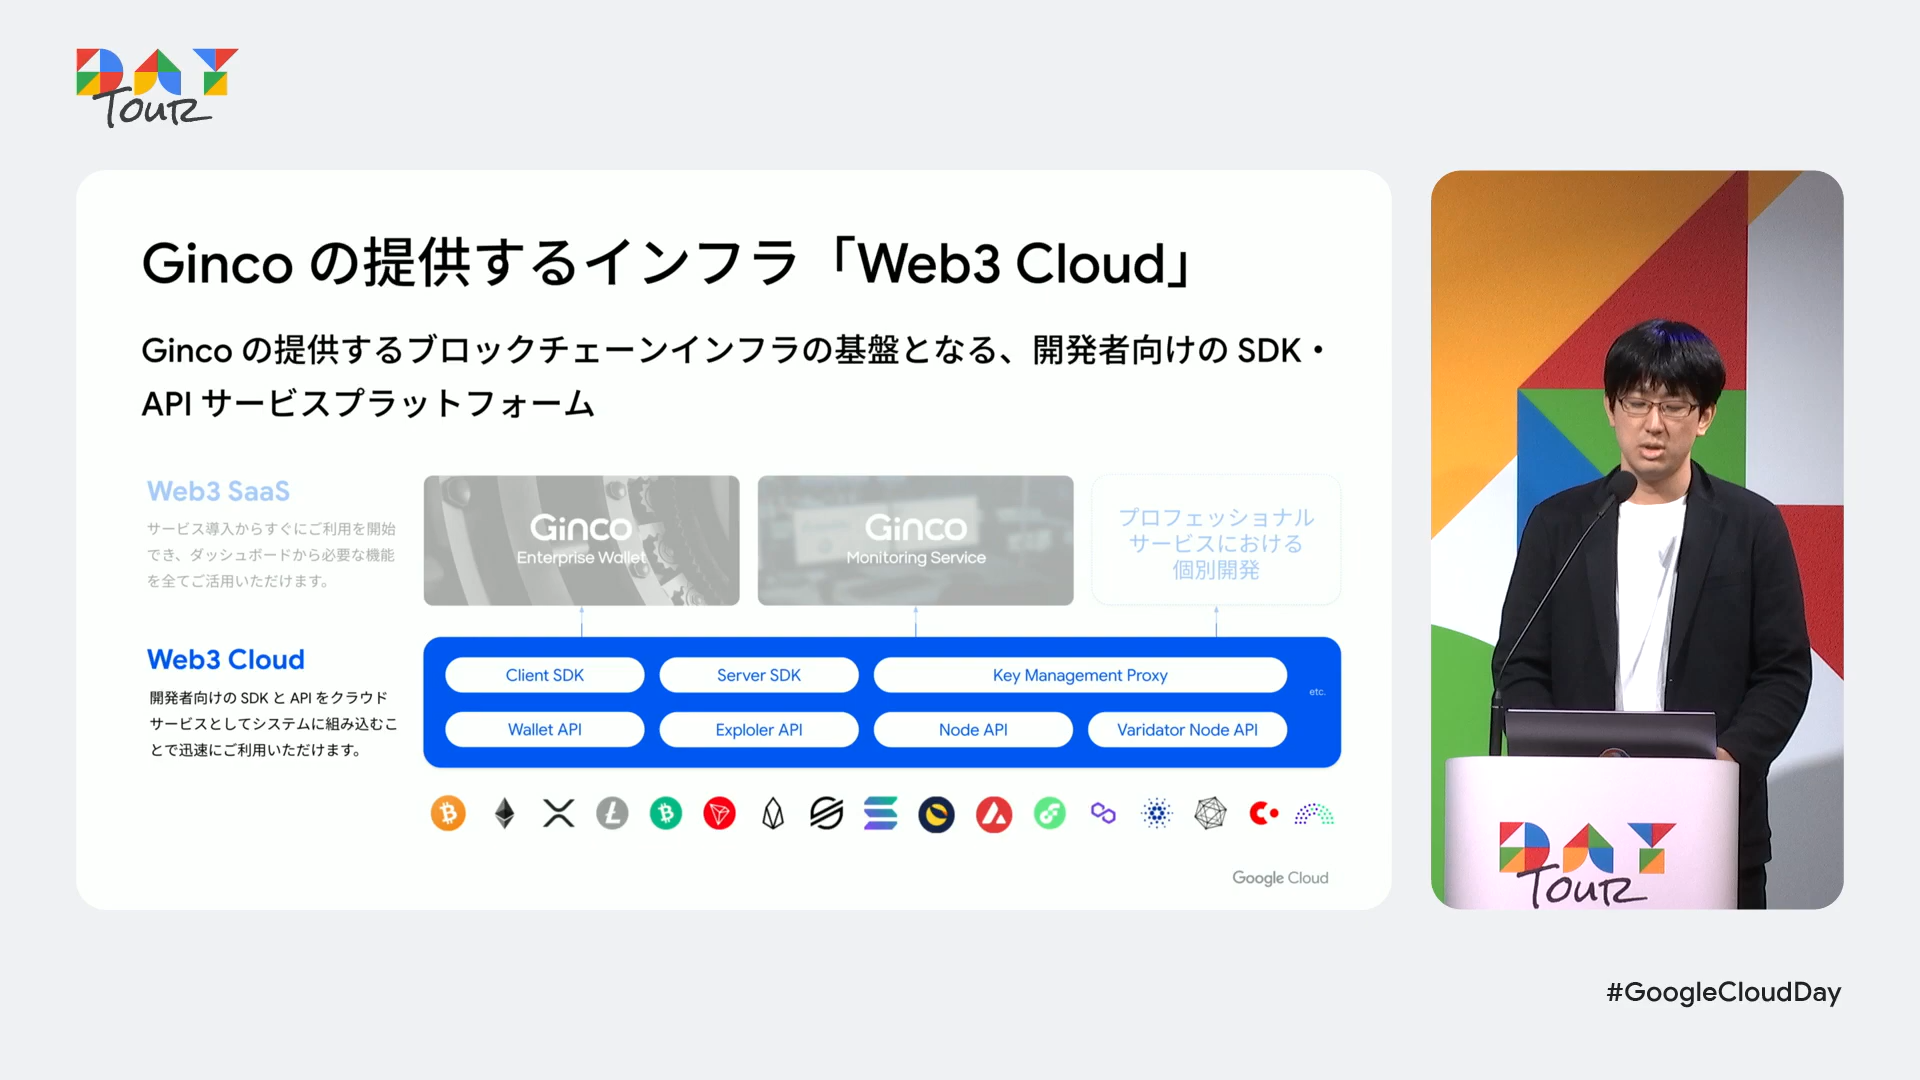 DAY
Tour
Ginco の提供するインフラ「Web3 Cloud」
Ginco の提供するブロックチェーンインフラの基盤となる、開発者向けの SDK・
API サービスプラットフォーム
Web3 SaaS
サービス導入からすぐにご利用を開始
でき、ダッシュボードから必要な機能
を全てご活用いただけます。
Ginco
Enterprise Wallet
Ginco
Monitoring Service
プロフェッショナル
サービスにおける
個別開発
Web3 Cloud
開発者向けの SDK と API をクラウド
サービスとしてシステムに組み込むこ
とで迅速にご利用いただけます。
Client SDK
Server SDK
Key Management Proxy
etc.
Wallet API
Exploler API
Node API
Varidator Node API
Google Cloud
DAY
Tour
#GoogleCloudDay